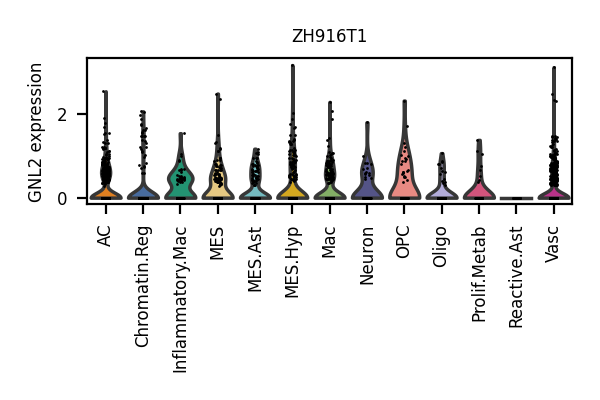 ZH916T1
GNL2 expression
2
0
AC
Chromatin.Reg
Inflammatory.Mac
MES
MES.Ast
MES.Hyp
Mac
Neuron
OPC
Oligo
Prolif.Metab
Reactive.Ast
Vasc